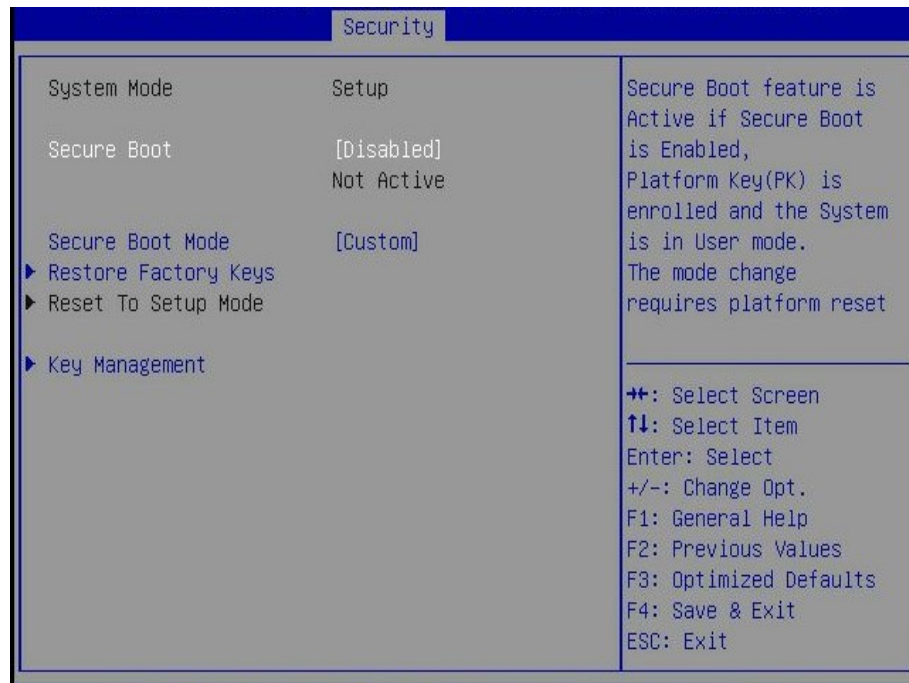 Security
System Mode Setup
Secure Boot [Disabled]
Not Active
Secure Boot Mode [Custom]
Restore Factory Keys
Reset To Setup Mode
Key Management
Secure Boot feature is
Active if Secure Boot
is Enabled,
Platform Key(PK) is
enrolled and the System
is in User mode.
The mode change
requires platform reset
→←: Select Screen
↑↓: Select Item
Enter: Select
+/-: Change Opt.
F1: General Help
F2: Previous Values
F3: Optimized Defaults
F4: Save & Exit
ESC: Exit